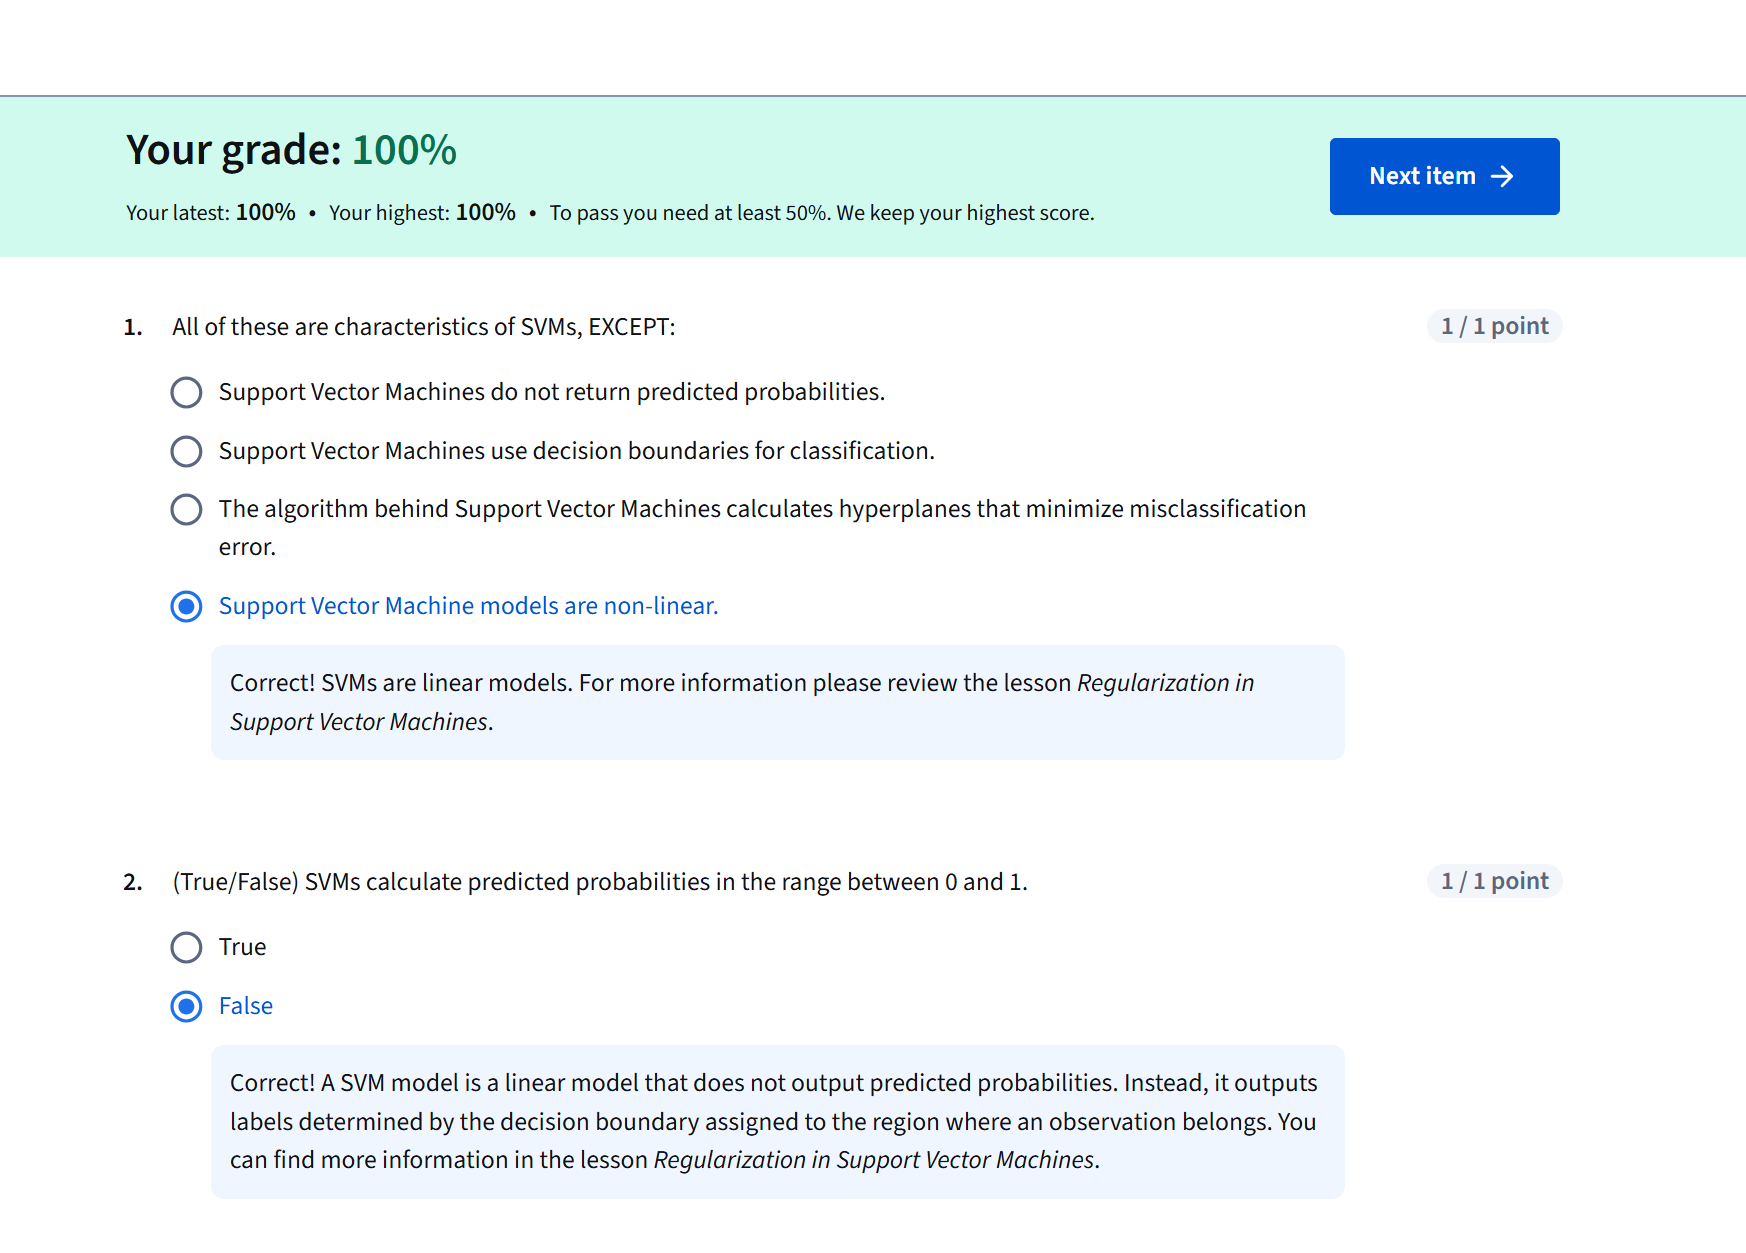 Your grade: 100%
Your latest: 100% • Your highest: 100% • To pass you need at least 50%. We keep your highest score.
Next item →
1. All of these are characteristics of SVMs, EXCEPT:
1 / 1 point
Support Vector Machines do not return predicted probabilities.
Support Vector Machines use decision boundaries for classification.
The algorithm behind Support Vector Machines calculates hyperplanes that minimize misclassification
error.
Support Vector Machine models are non-linear.
Correct! SVMs are linear models. For more information please review the lesson Regularization in
Support Vector Machines.
2. (True/False) SVMs calculate predicted probabilities in the range between 0 and 1.
1 / 1 point
True
False
Correct! A SVM model is a linear model that does not output predicted probabilities. Instead, it outputs
labels determined by the decision boundary assigned to the region where an observation belongs. You
can find more information in the lesson Regularization in Support Vector Machines.